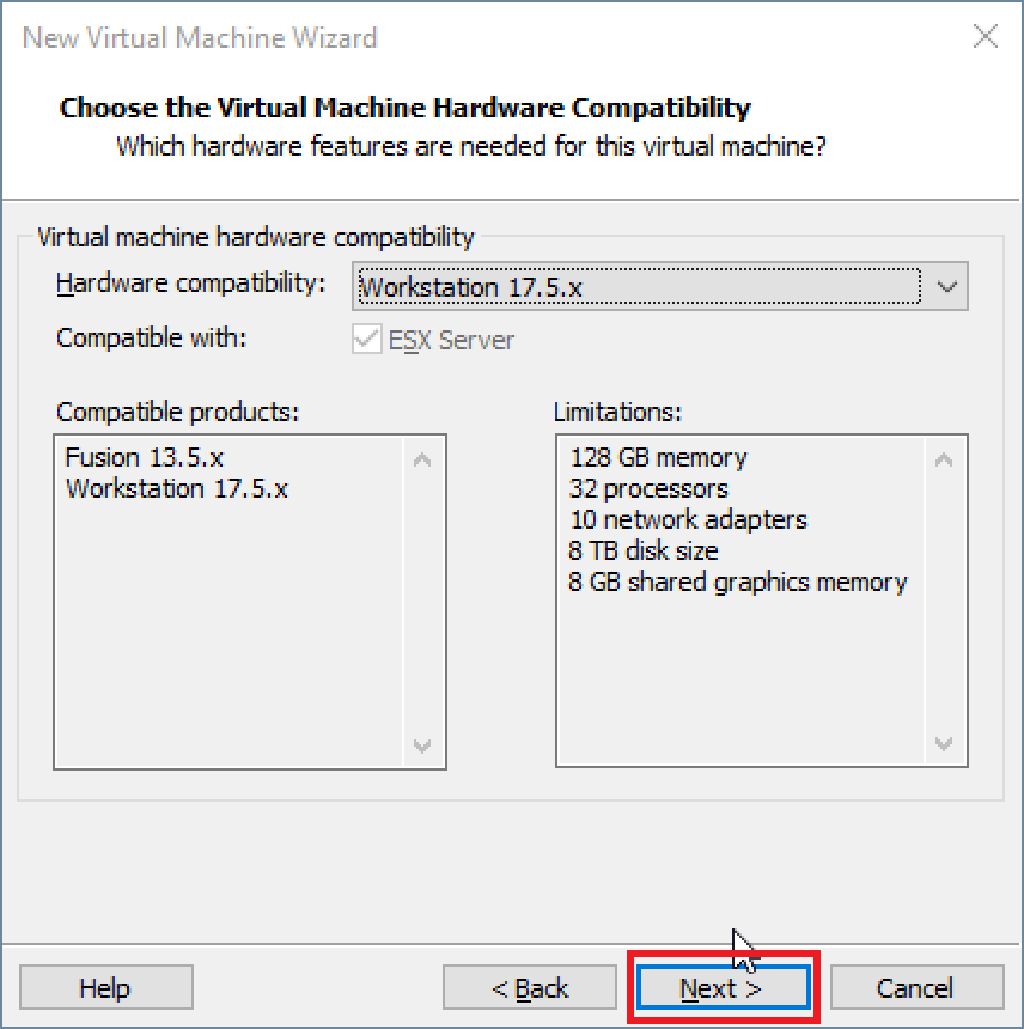 New Virtual Machine Wizard
Choose the Virtual Machine Hardware Compatibility
Which hardware features are needed for this virtual machine?
Virtual machine hardware compatibility
Hardware compatibility: Workstation 17.5.x
Compatible with: ESX Server
Compatible products:
Fusion 13.5.x
Workstation 17.5.x
Limitations:
128 GB memory
32 processors
10 network adapters
8 TB disk size
8 GB shared graphics memory
Help < Back Next > Cancel